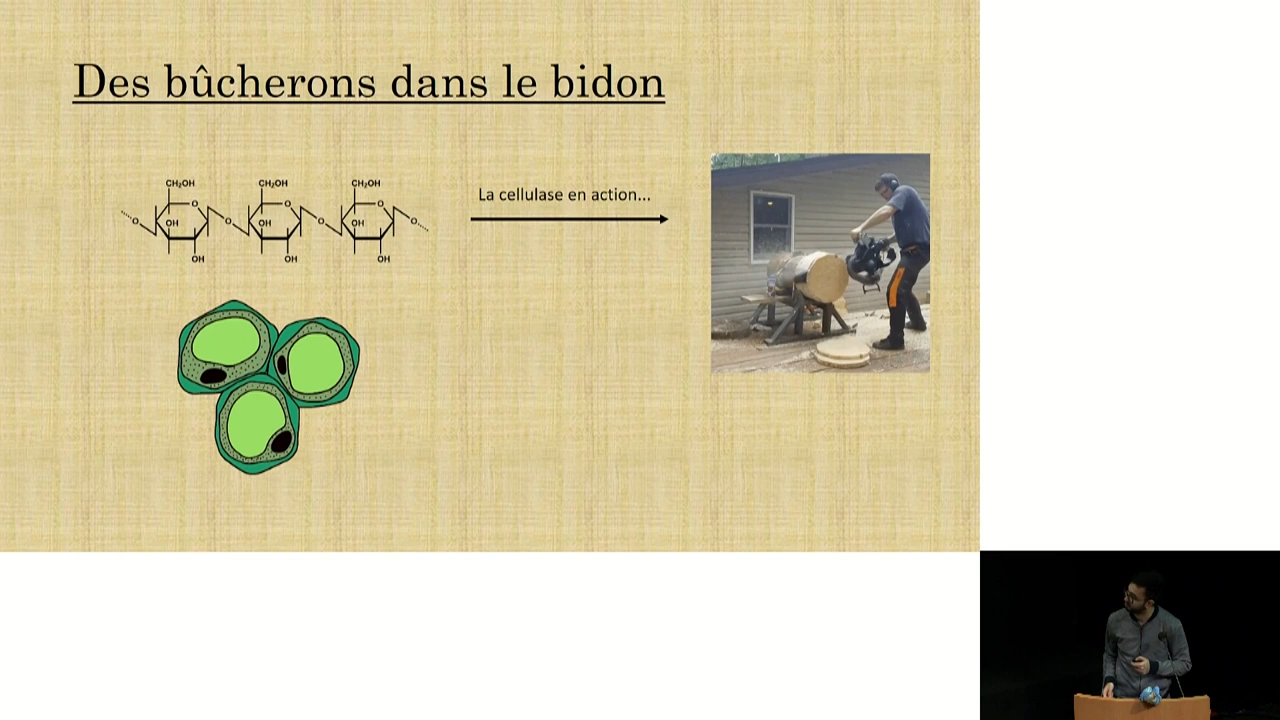 Des bûcherons dans le bidon
La cellulase en action...
CH₂OH CH₂OH CH₂OH
O O O
O OH O OH O OH O
OH OH OH